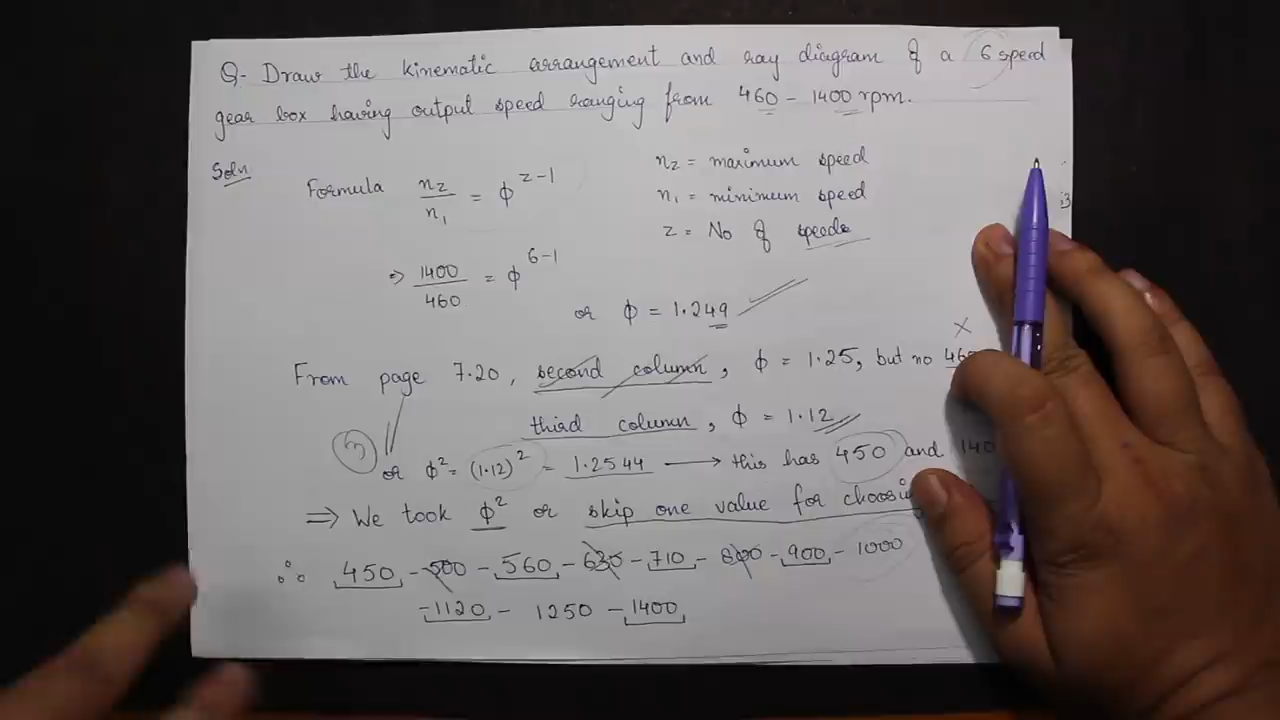 Q- Draw the kinematic arrangement and ray diagram of a 6 speed
gear box having output speed ranging from 460 - 1400 rpm.
Soln
Formula nz/n1 = φ^z-1
nz = maximum speed
n1 = minimum speed
z = No of speeds
⇒ 1400/460 = φ^6-1
or φ = 1.249
From page 7.20, second column, φ = 1.25, but no
third column, φ = 1.12
or φ² = (1.12)² = 1.2544 → this has 450 and
⇒ We took φ² or skip one value for
∴ 450 - 500 - 560 - 630 - 710 - 800 - 900 - 1000
- 1120 - 1250 - 1400